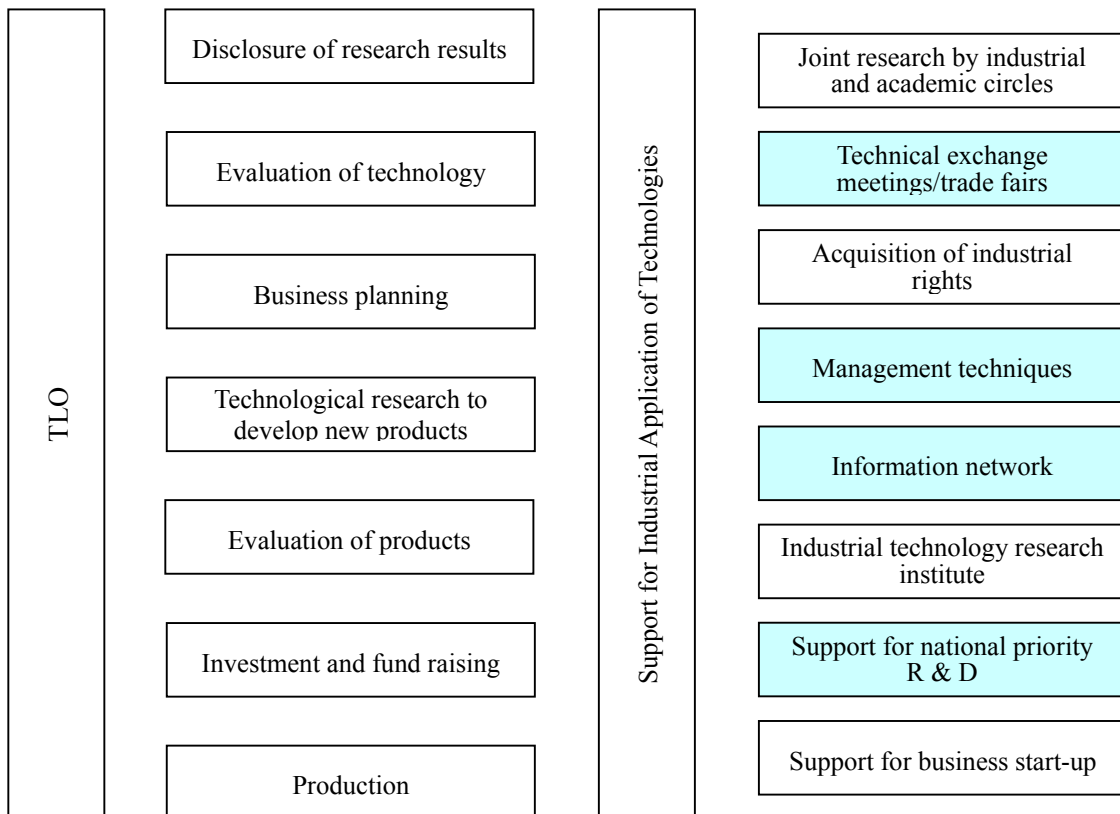 TLO
Disclosure of research results
Evaluation of technology
Business planning
Technological research to
develop new products
Evaluation of products
Investment and fund raising
Production
Support for Industrial Application of Technologies
Joint research by industrial
and academic circles
Technical exchange
meetings/trade fairs
Acquisition of industrial
rights
Management techniques
Information network
Industrial technology research
institute
Support for national priority
R & D
Support for business start-up